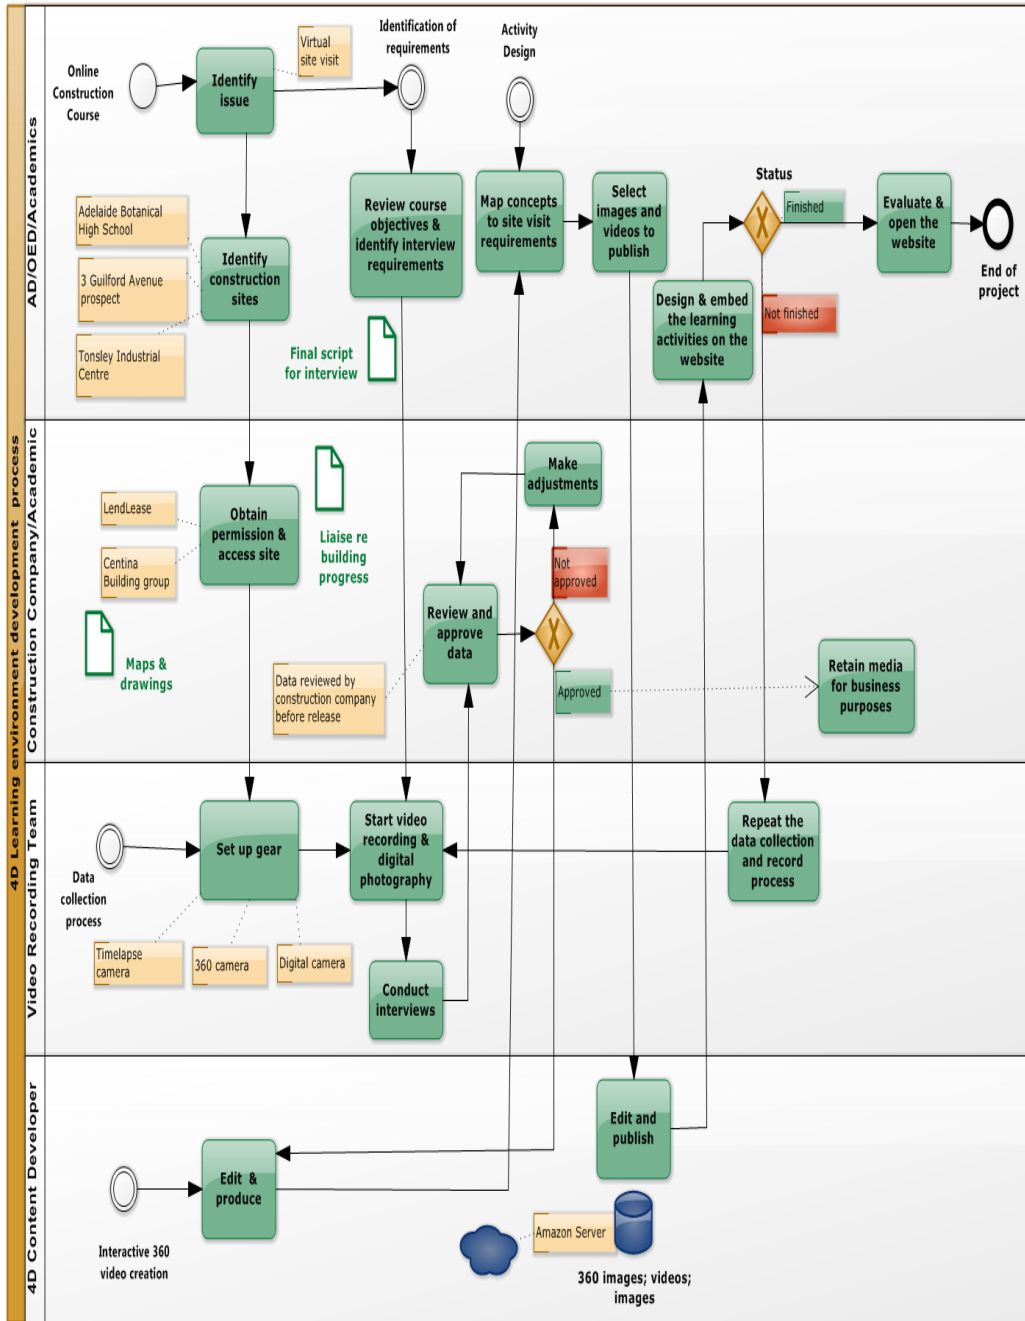 4D Learning environment development process
AD/OED/Academics
Online
Construction
Course
Identify
issue
Virtual
site visit
Identification of
requirements
Activity
Design
Adelaide Botanical
High School
3 Guilford Avenue
prospect
Tonsley Industrial
Centre
Identify
construction
sites
Review course
objectives &
identify interview
requirements
Final script
for interview
Map concepts
to site visit
requirements
Select
images and
videos to
publish
Design & embed
the learning
activities on the
website
Status
Finished
Not finished
Evaluate &
open the
website
End of
project
Construction Company/Academic
LendLease
Centina
Building group
Obtain
permission &
access site
Liaise re
building
progress
Maps &
drawings
Data reviewed by
construction company
before release
Review and
approve
data
Make
adjustments
Not
approved
Approved
Retain media
for business
purposes
Video Recording Team
Data
collection
process
Set up gear
Timelapse
camera
360 camera
Digital camera
Start video
recording &
digital
photography
Conduct
interviews
Repeat the
data collection
and record
process
4D Content Developer
Interactive 360
video creation
Edit &
produce
Edit and
publish
Amazon Server
360 images; videos;
images